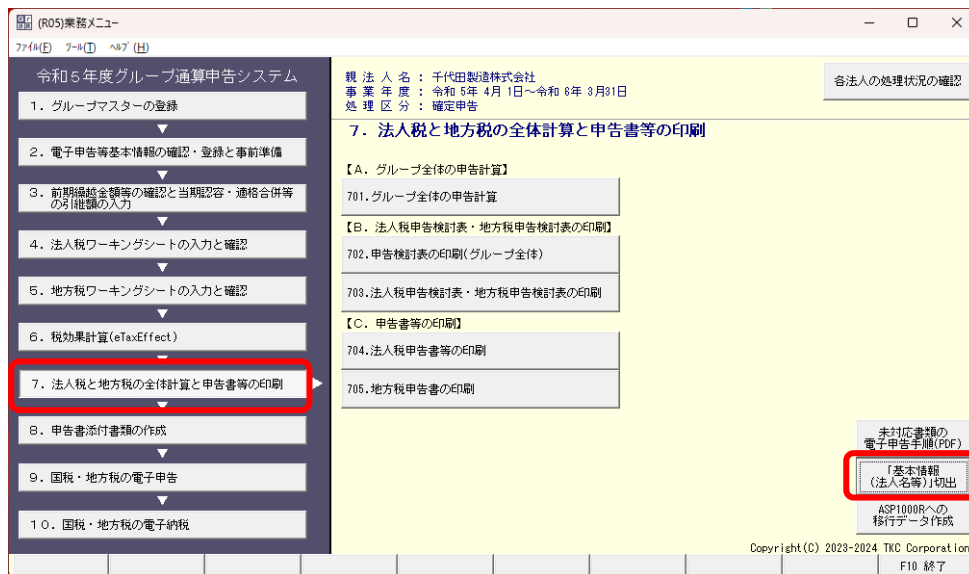 (R05)業務メニュー
ファイル(F) ツール(T) ヘルプ(H)
令和5年度グループ通算申告システム
1．グループマスターの登録
2．電子申告等基本情報の確認・登録と事前準備
3．前期繰越金額等の確認と当期認容・適格合併等
の引継額の入力
4．法人税ワーキングシートの入力と確認
5．地方税ワーキングシートの入力と確認
6．税効果計算(eTaxEffect)
7．法人税と地方税の全体計算と申告書等の印刷
8．申告書添付書類の作成
9．国税・地方税の電子申告
10．国税・地方税の電子納税
親法人名：千代田製造株式会社
事業年度：令和 5年 4月 1日～令和 6年 3月31日
処理区分：確定申告
各法人の処理状況の確認
7．法人税と地方税の全体計算と申告書等の印刷
【A．グループ全体の申告計算】
701.グループ全体の申告計算
【B．法人税申告検討表・地方税申告検討表の印刷】
702.申告検討表の印刷(グループ全体)
703.法人税申告検討表・地方税申告検討表の印刷
【C．申告書等の印刷】
704.法人税申告書等の印刷
705.地方税申告書の印刷
未対応書類の
電子申告手順(PDF)
「基本情報
(法人名等)」切出
ASP1000Rへの
移行データ作成
Copyright(C) 2023-2024 TKC Corporation
F10 終了